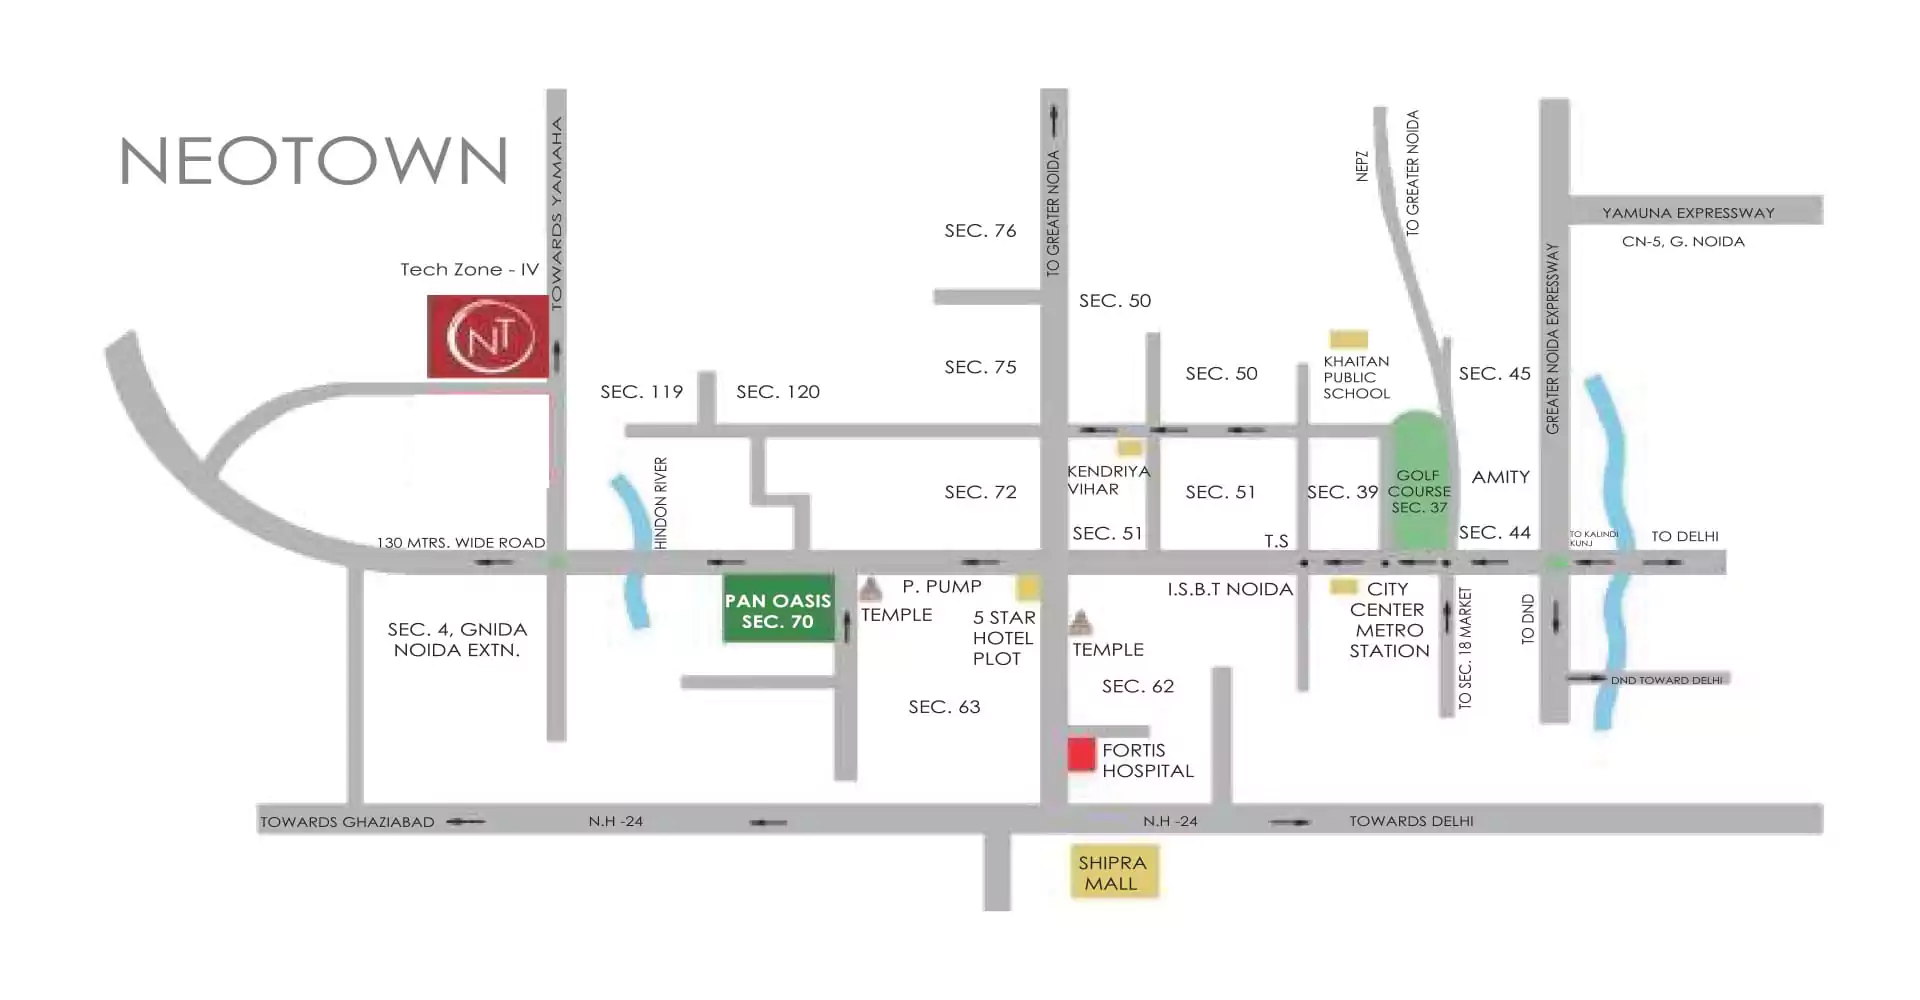 NEOTOWN
Tech Zone - IV
NT
TOWARDS YAMAHA
SEC. 119
SEC. 120
SEC. 76
SEC. 75
SEC. 72
TO GREATER NOIDA
SEC. 50
SEC. 50
KHAITAN
PUBLIC
SCHOOL
NEPZ
TO GREATER NOIDA
SEC. 45
GREATER NOIDA EXPRESSWAY
YAMUNA EXPRESSWAY
CN-5, G. NOIDA
KENDRIYA
VIHAR
SEC. 51
SEC. 51
SEC. 39
GOLF
COURSE
SEC. 37
AMITY
SEC. 44
T.S
TO KALINDI
KUNJ
TO DELHI
HINDON RIVER
130 MTRS. WIDE ROAD
SEC. 4, GNIDA
NOIDA EXTN.
PAN OASIS
SEC. 70
TEMPLE
P. PUMP
5 STAR
HOTEL
PLOT
TEMPLE
I.S.B.T NOIDA
CITY
CENTER
METRO
STATION
TO SEC. 18 MARKET
TO DND
DND TOWARD DELHI
SEC. 63
SEC. 62
FORTIS
HOSPITAL
TOWARDS GHAZIABAD
N.H -24
N.H -24
TOWARDS DELHI
SHIPRA
MALL